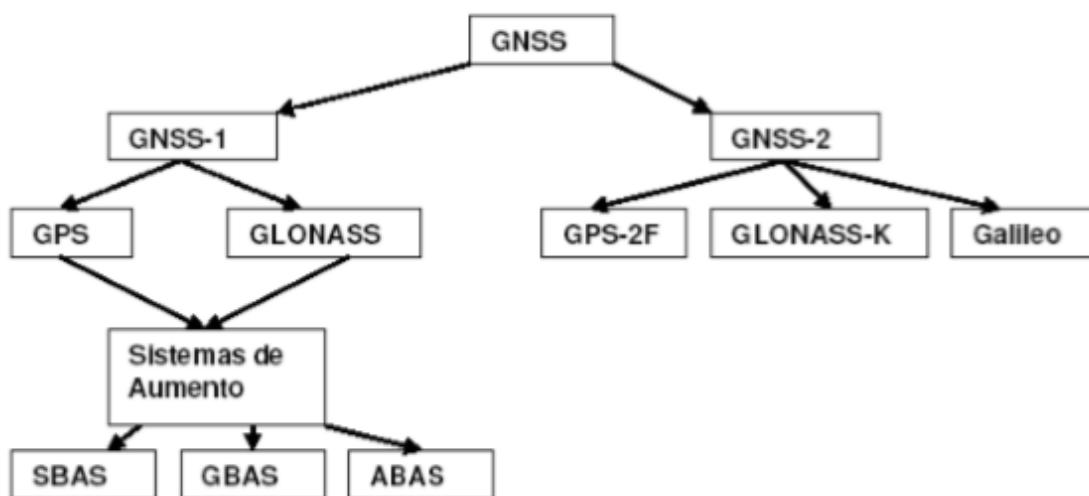 GNSS
GNSS-1
GNSS-2
GPS
GLONASS
GPS-2F
GLONASS-K
Galileo
Sistemas de
Aumento
SBAS
GBAS
ABAS